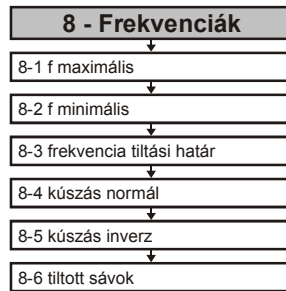 8 - Frekvenciák
8-1 f maximális
8-2 f minimális
8-3 frekvencia tiltási határ
8-4 kúszás normál
8-5 kúszás inverz
8-6 tiltott sávok